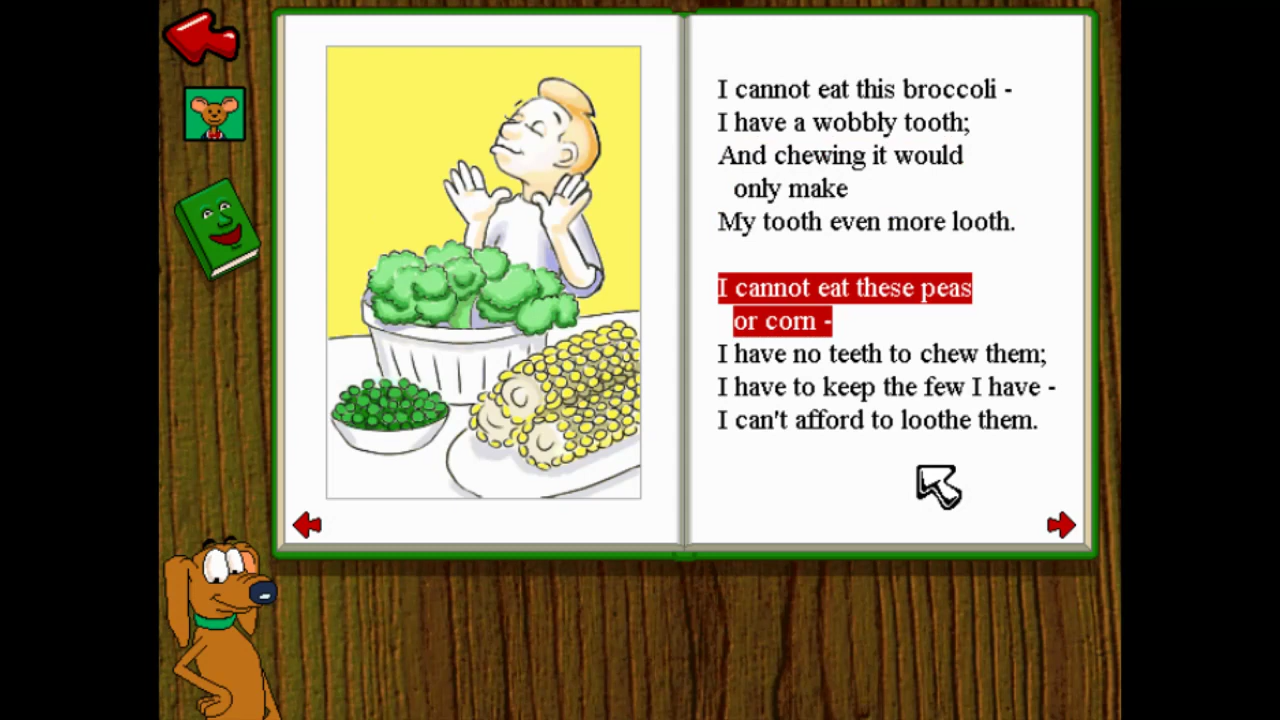 I cannot eat this broccoli -
I have a wobbly tooth;
And chewing it would
only make
My tooth even more looth.
I cannot eat these peas
or corn -
I have no teeth to chew them;
I have to keep the few I have -
I can't afford to loothe them.